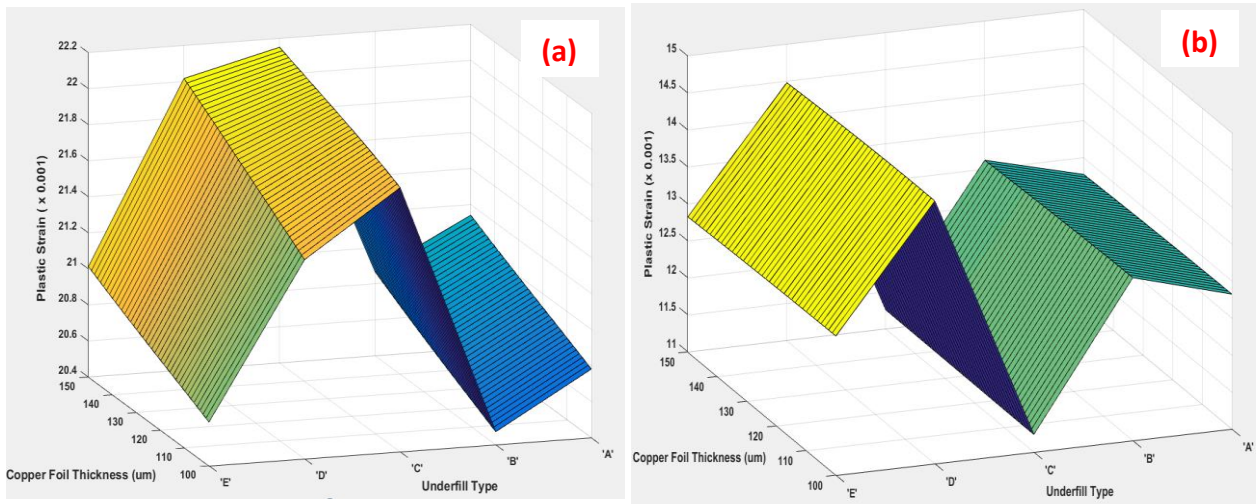 (a)
22.2
22
21.8
21.6
21.4
21.2
21
20.8
20.6
20.4
Plastic Strain ( x 0.001)
150
140
130
120
110
100
Copper Foil Thickness (um)
'E'
'D'
'C'
'B'
'A'
Underfill Type
(b)
15
14.5
14
13.5
13
12.5
12
11.5
11
Plastic Strain (x 0.001)
150
140
130
120
110
100
Copper Foil Thickness (um)
'E'
'D'
'C'
'B'
'A'
Underfill Type